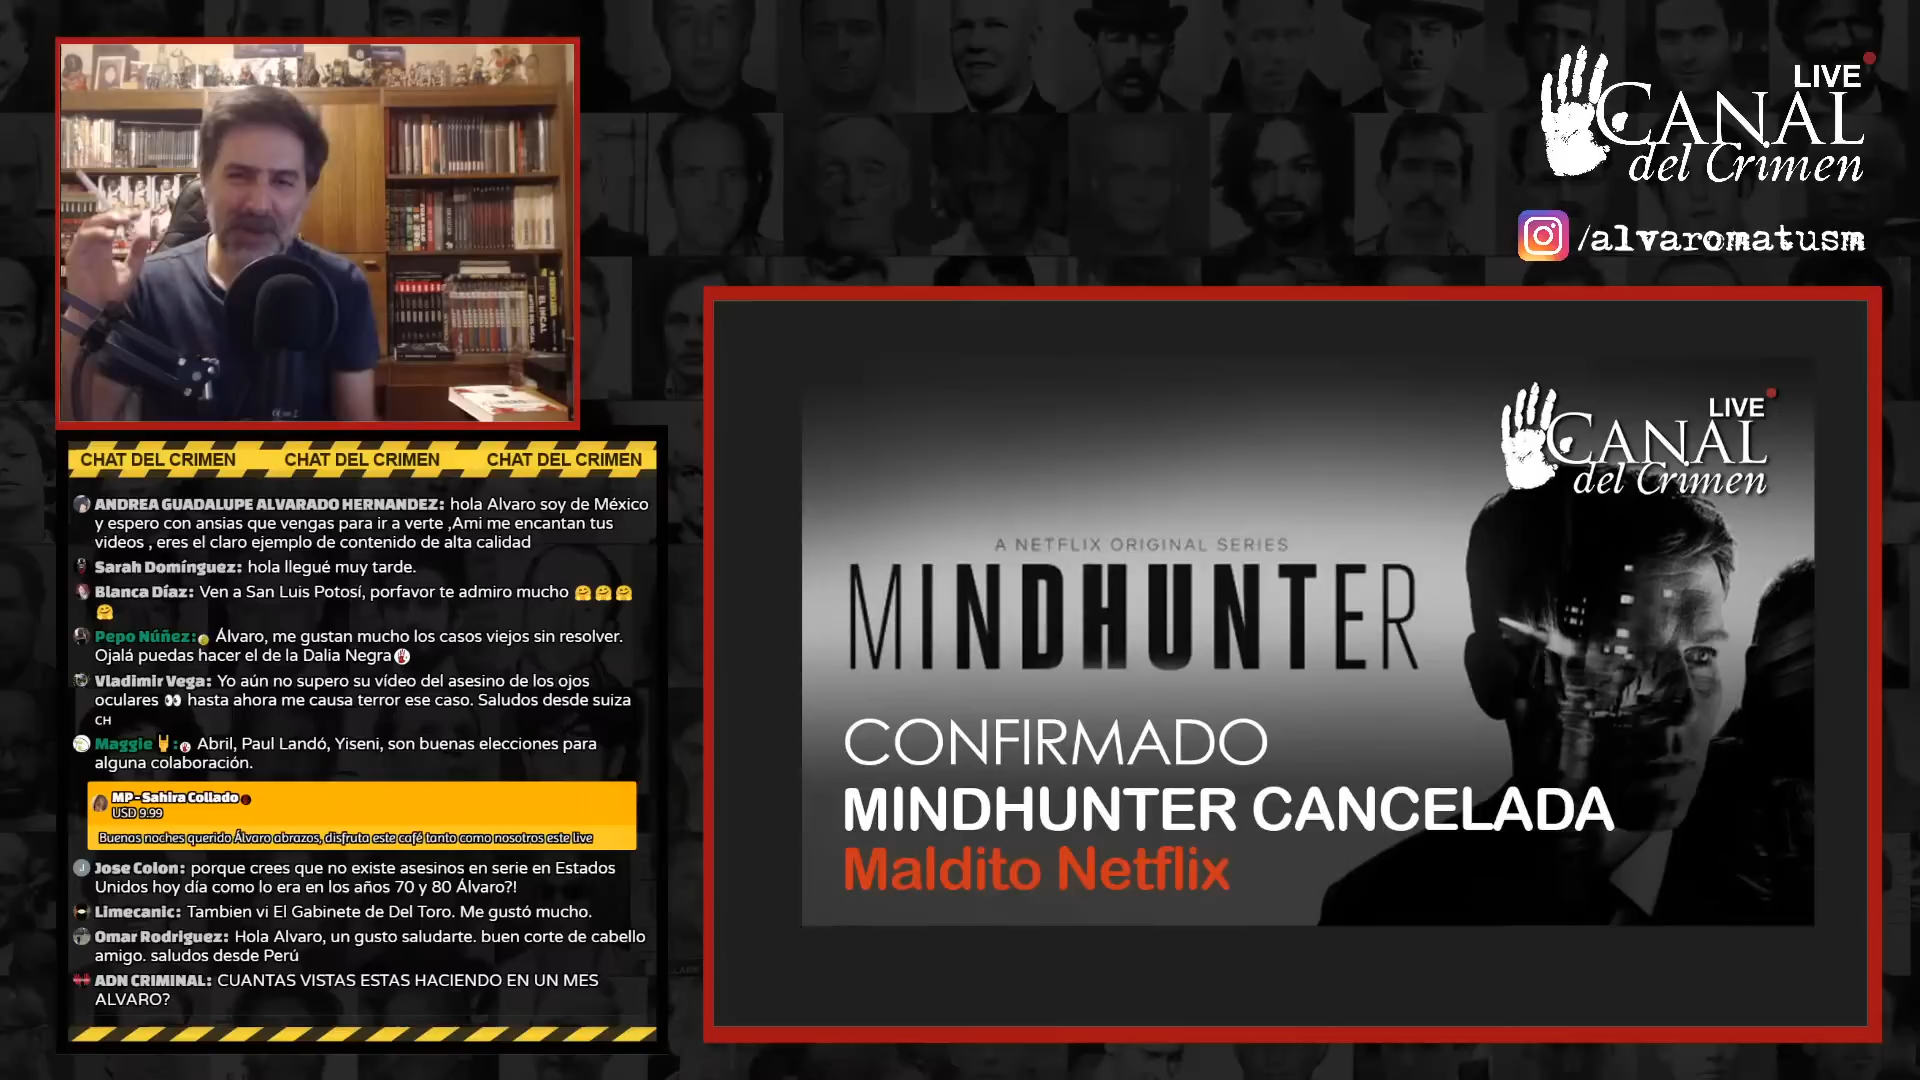 LIVE
CANAL
del Crimen
/alvaromatusm
CHAT DEL CRIMEN CHAT DEL CRIMEN CHAT DEL CRIMEN
ANDREA GUADALUPE ALVARADO HERNANDEZ: hola Alvaro soy de México
y espero con ansias que vengas para ir a verte ,Ami me encantan tus
videos , eres el claro ejemplo de contenido de alta calidad
Sarah Domínguez: hola llegué muy tarde.
Blanca Díaz: Ven a San Luis Potosí, porfavor te admiro mucho 🤗🤗🤗
🤗
Pepo Núñez: Álvaro, me gustan mucho los casos viejos sin resolver.
Ojalá puedas hacer el de la Dalia Negra
Vladimir Vega: Yo aún no supero su vídeo del asesino de los ojos
oculares 👀 hasta ahora me causa terror ese caso. Saludos desde suiza
CH
Maggie🤘: Abril, Paul Landó, Yiseni, son buenas elecciones para
alguna colaboración.
MP-Sahira Collado
USD 9.99
Buenas noches querido Álvaro abrazos, disfruta este café tanto como nosotros este live
Jose Colon: porque crees que no existe asesinos en serie en Estados
Unidos hoy día como lo era en los años 70 y 80 Álvaro?!
Limecanic: Tambien vi El Gabinete de Del Toro. Me gustó mucho.
Omar Rodriguez: Hola Alvaro, un gusto saludarte. buen corte de cabello
amigo. saludos desde Perú
ADN CRIMINAL: CUANTAS VISTAS ESTAS HACIENDO EN UN MES
ALVARO?
LIVE
CANAL
del Crimen
A NETFLIX ORIGINAL SERIES
MINDHUNTER
CONFIRMADO
MINDHUNTER CANCELADA
Maldito Netflix
EL INCAL